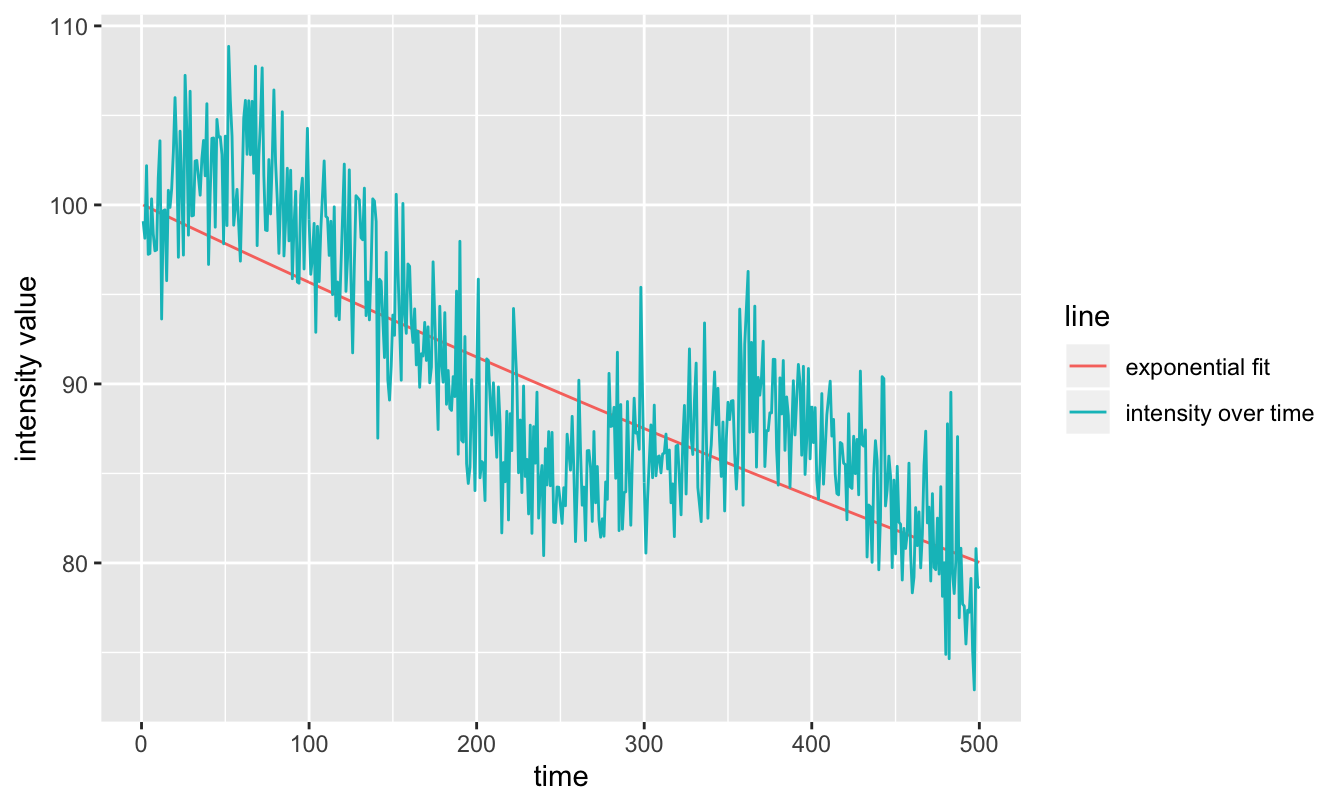 110
100
90
80
intensity value
0 100 200 300 400 500
time
line
exponential fit
intensity over time